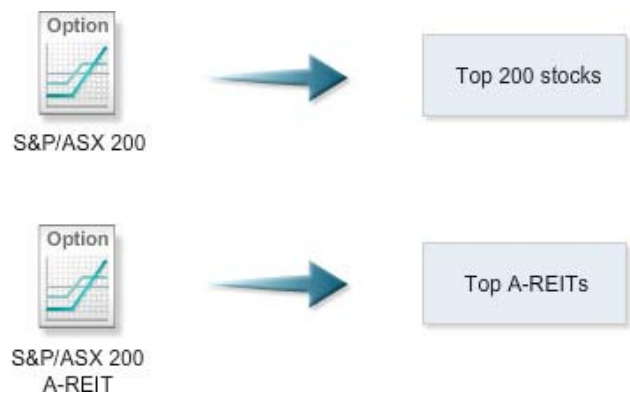 Option
S&P/ASX 200
Top 200 stocks
Option
S&P/ASX 200
A-REIT
Top A-REITs